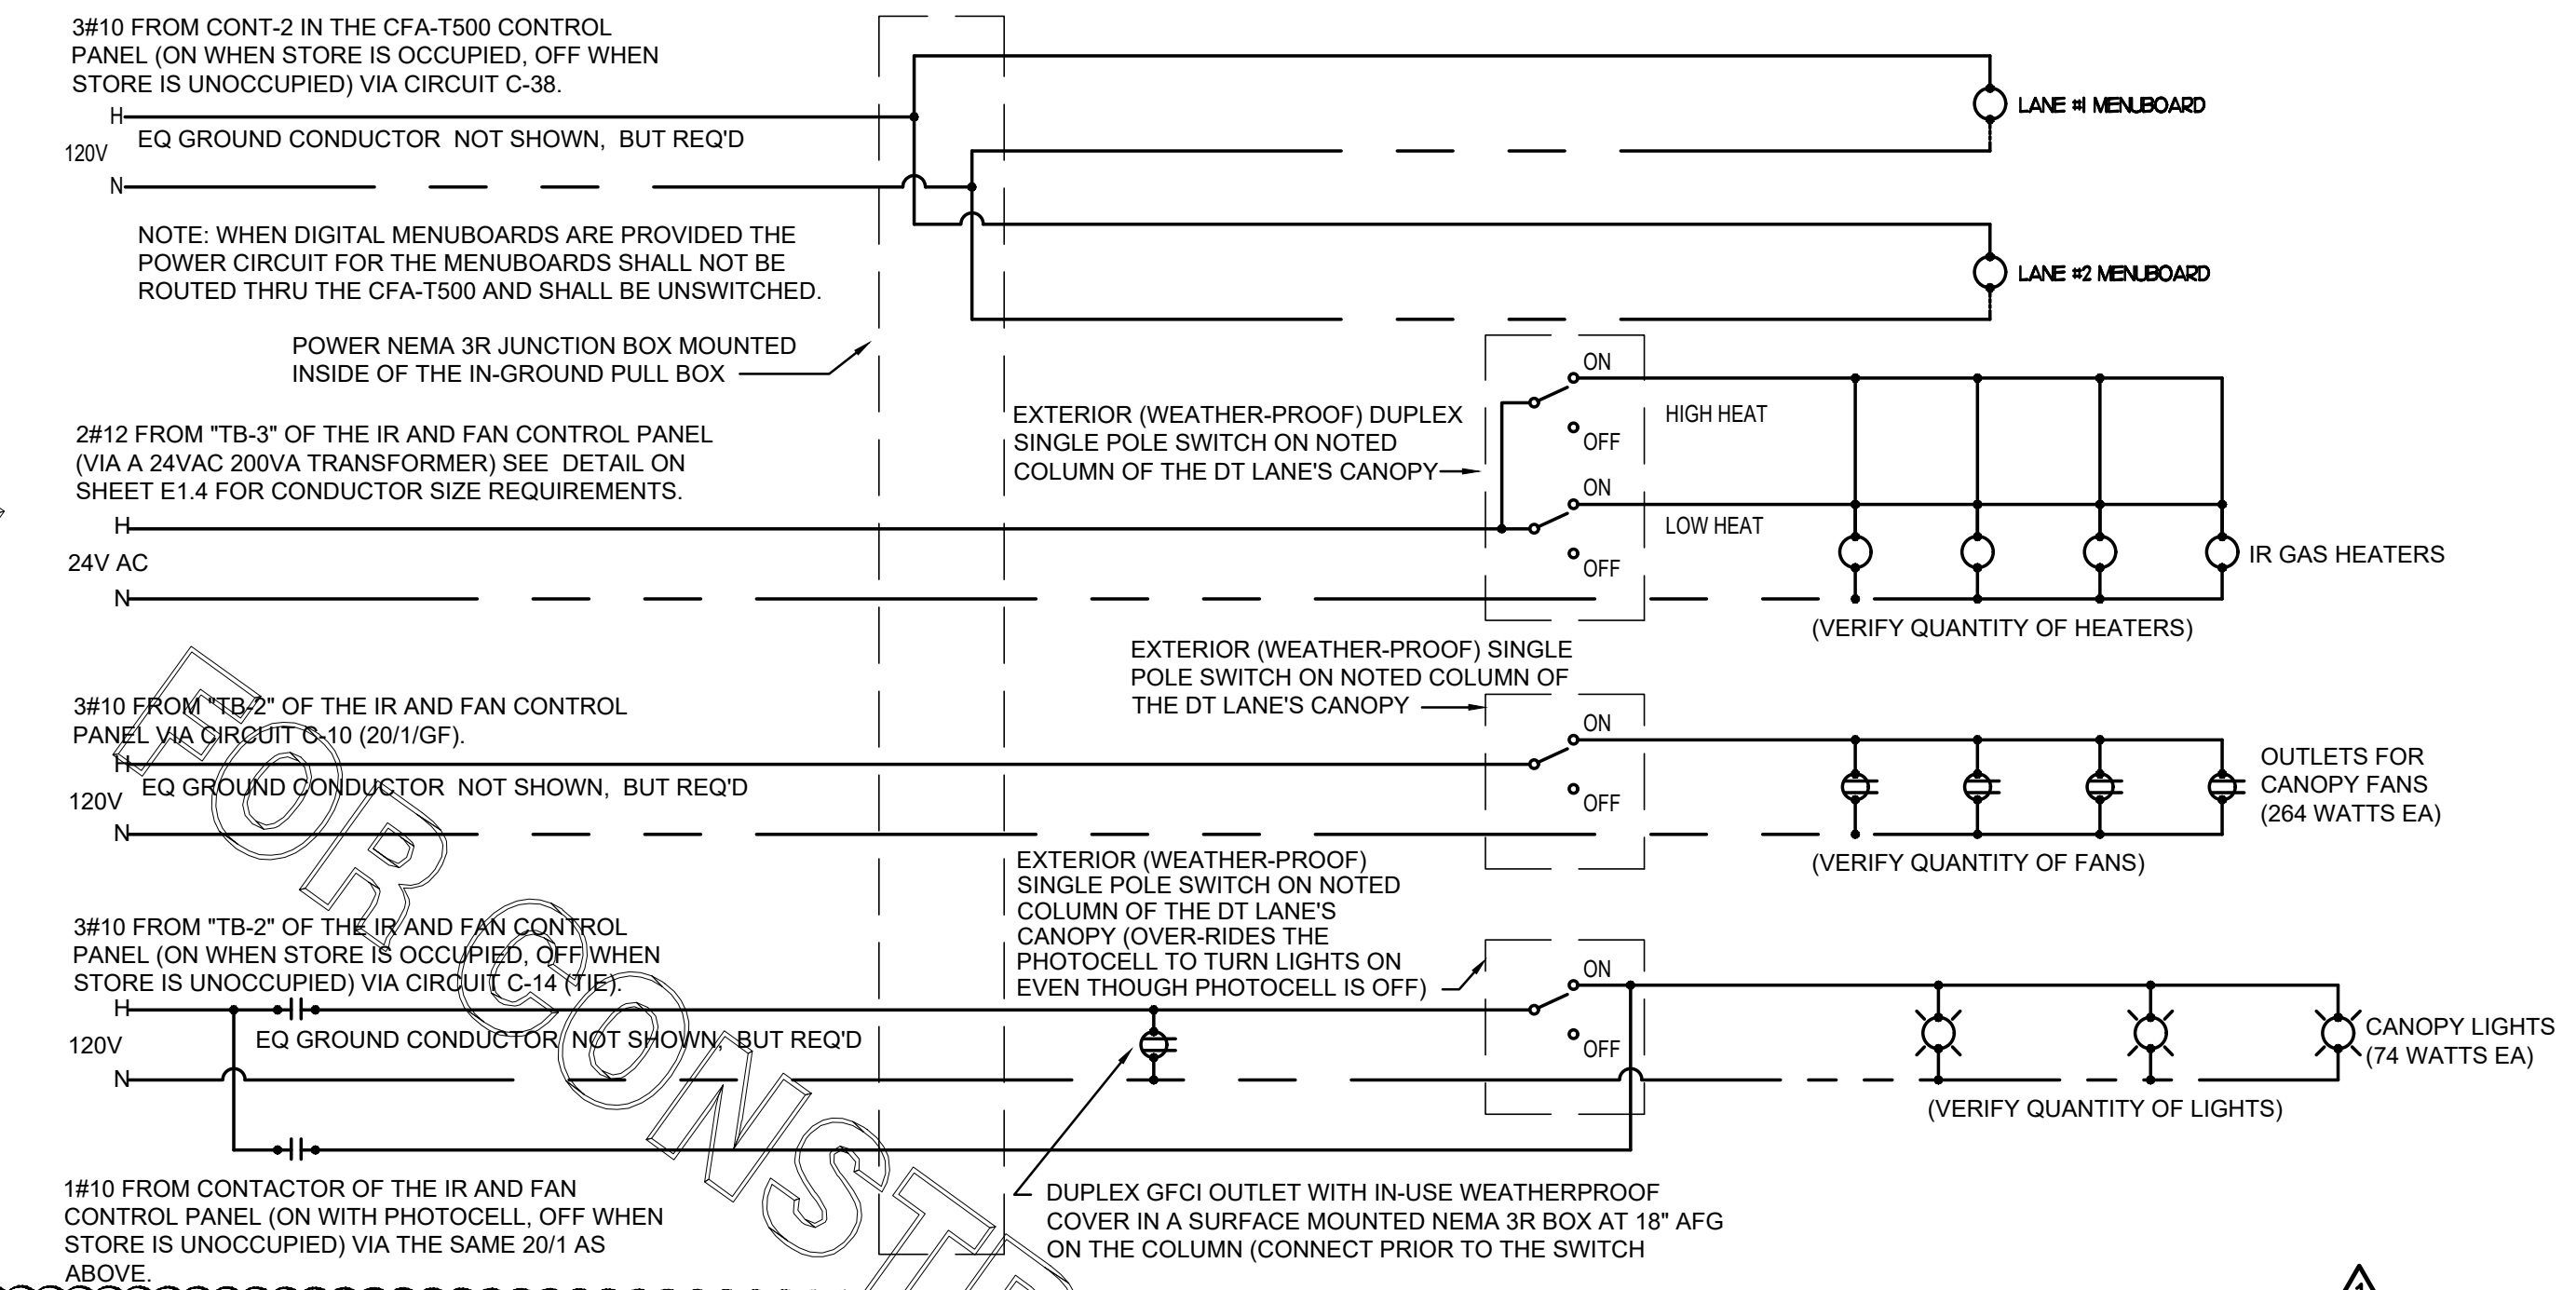 3#10 FROM CONT-2 IN THE CFA-T500 CONTROL
PANEL (ON WHEN STORE IS OCCUPIED, OFF WHEN
STORE IS UNOCCUPIED) VIA CIRCUIT C-38.
H
EQ GROUND CONDUCTOR NOT SHOWN, BUT REQ'D
120V
N
LANE #1 MENUBOARD
NOTE: WHEN DIGITAL MENUBOARDS ARE PROVIDED THE
POWER CIRCUIT FOR THE MENUBOARDS SHALL NOT BE
ROUTED THRU THE CFA-T500 AND SHALL BE UNSWITCHED.
LANE #2 MENUBOARD
POWER NEMA 3R JUNCTION BOX MOUNTED
INSIDE OF THE IN-GROUND PULL BOX
2#12 FROM "TB-3" OF THE IR AND FAN CONTROL PANEL
(VIA A 24VAC 200VA TRANSFORMER) SEE DETAIL ON
SHEET E1.4 FOR CONDUCTOR SIZE REQUIREMENTS.
H
24V AC
N
EXTERIOR (WEATHER-PROOF) DUPLEX
SINGLE POLE SWITCH ON NOTED
COLUMN OF THE DT LANE'S CANOPY
ON
HIGH HEAT
OFF
ON
LOW HEAT
OFF
IR GAS HEATERS
(VERIFY QUANTITY OF HEATERS)
EXTERIOR (WEATHER-PROOF) SINGLE
POLE SWITCH ON NOTED COLUMN OF
THE DT LANE'S CANOPY
3#10 FROM "TB-2" OF THE IR AND FAN CONTROL
PANEL VIA CIRCUIT C-10 (20/1/GF).
H
EQ GROUND CONDUCTOR NOT SHOWN, BUT REQ'D
120V
N
ON
OFF
OUTLETS FOR
CANOPY FANS
(264 WATTS EA)
(VERIFY QUANTITY OF FANS)
EXTERIOR (WEATHER-PROOF)
SINGLE POLE SWITCH ON NOTED
COLUMN OF THE DT LANE'S
CANOPY (OVER-RIDES THE
PHOTOCELL TO TURN LIGHTS ON
EVEN THOUGH PHOTOCELL IS OFF)
3#10 FROM "TB-2" OF THE IR AND FAN CONTROL
PANEL (ON WHEN STORE IS OCCUPIED, OFF WHEN
STORE IS UNOCCUPIED) VIA CIRCUIT C-14 (TIE).
H
EQ GROUND CONDUCTOR NOT SHOWN, BUT REQ'D
120V
N
ON
OFF
CANOPY LIGHTS
(74 WATTS EA)
(VERIFY QUANTITY OF LIGHTS)
1#10 FROM CONTACTOR OF THE IR AND FAN
CONTROL PANEL (ON WITH PHOTOCELL, OFF WHEN
STORE IS UNOCCUPIED) VIA THE SAME 20/1 AS
ABOVE.
DUPLEX GFCI OUTLET WITH IN-USE WEATHERPROOF
COVER IN A SURFACE MOUNTED NEMA 3R BOX AT 18" AFG
ON THE COLUMN (CONNECT PRIOR TO THE SWITCH
FOR CONST